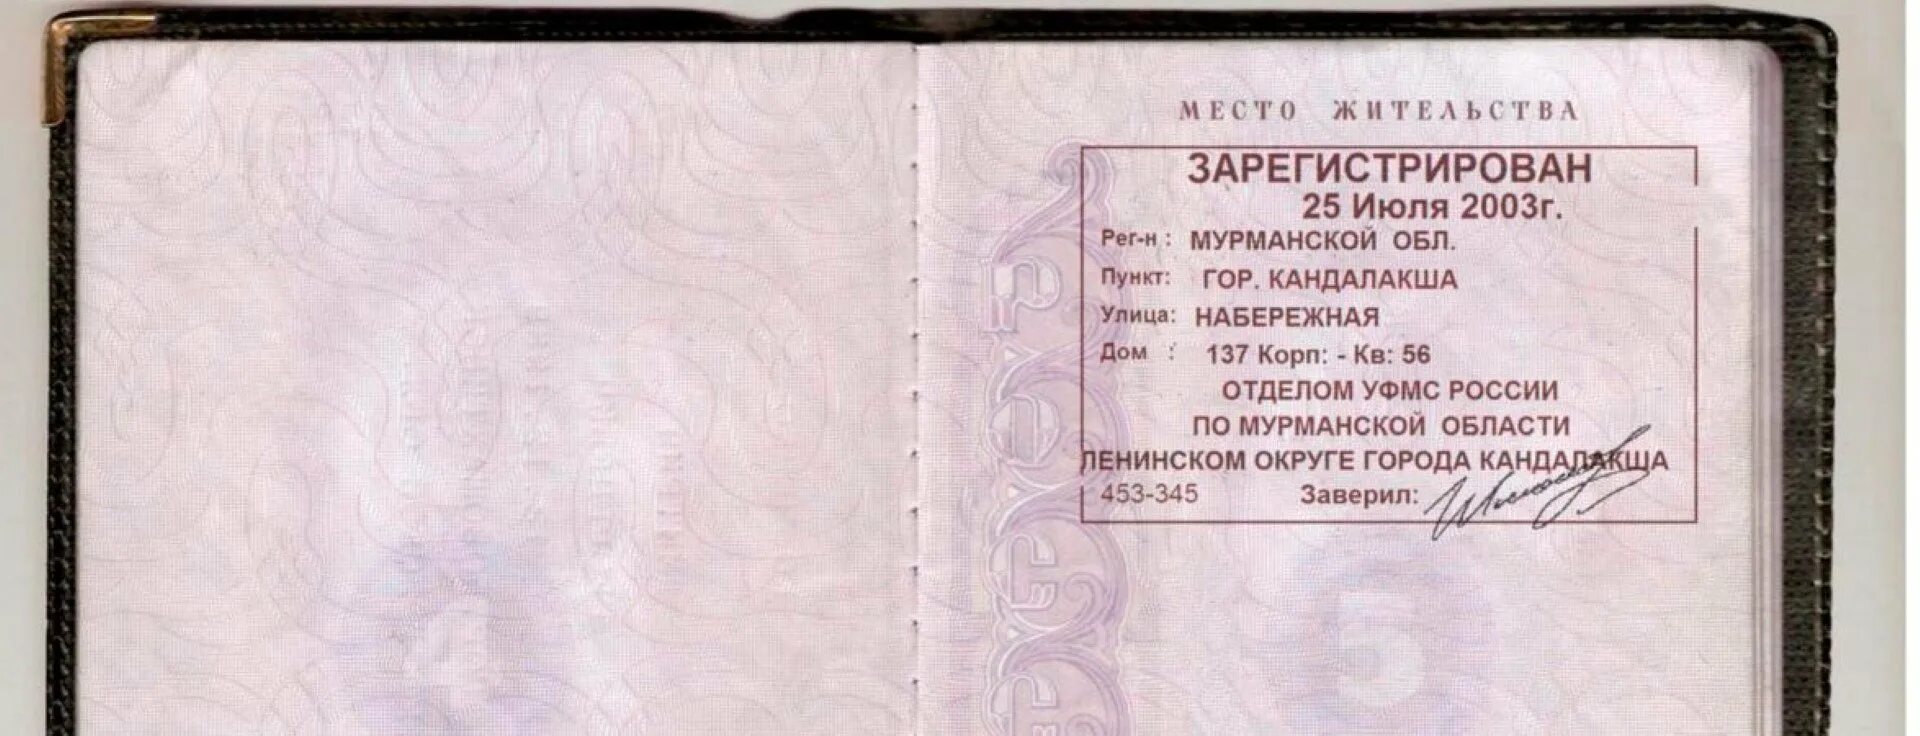 МЕСТО ЖИТЕЛЬСТВА
ЗАРЕГИСТРИРОВАН
25 Июля 2003г.
Рег-н : МУРМАНСКОЙ ОБЛ.
Пункт: ГОР. КАНДАЛАКША
Улица: НАБЕРЕЖНАЯ
Дом : 137 Корп: - Кв: 56
ОТДЕЛОМ УФМС РОССИИ
ПО МУРМАНСКОЙ ОБЛАСТИ
ЛЕНИНСКОМ ОКРУГЕ ГОРОДА КАНДАЛАКША
453-345 Заверил:
5